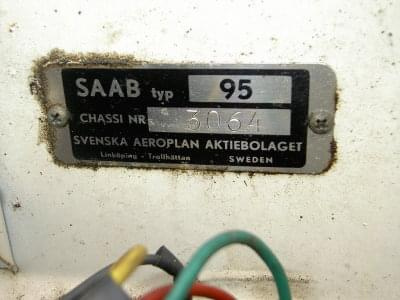 SAAB typ 95
CHASSI NR 3064
SVENSKA AEROPLAN AKTIEBOLAGET
Linköping - Trollhättan SWEDEN